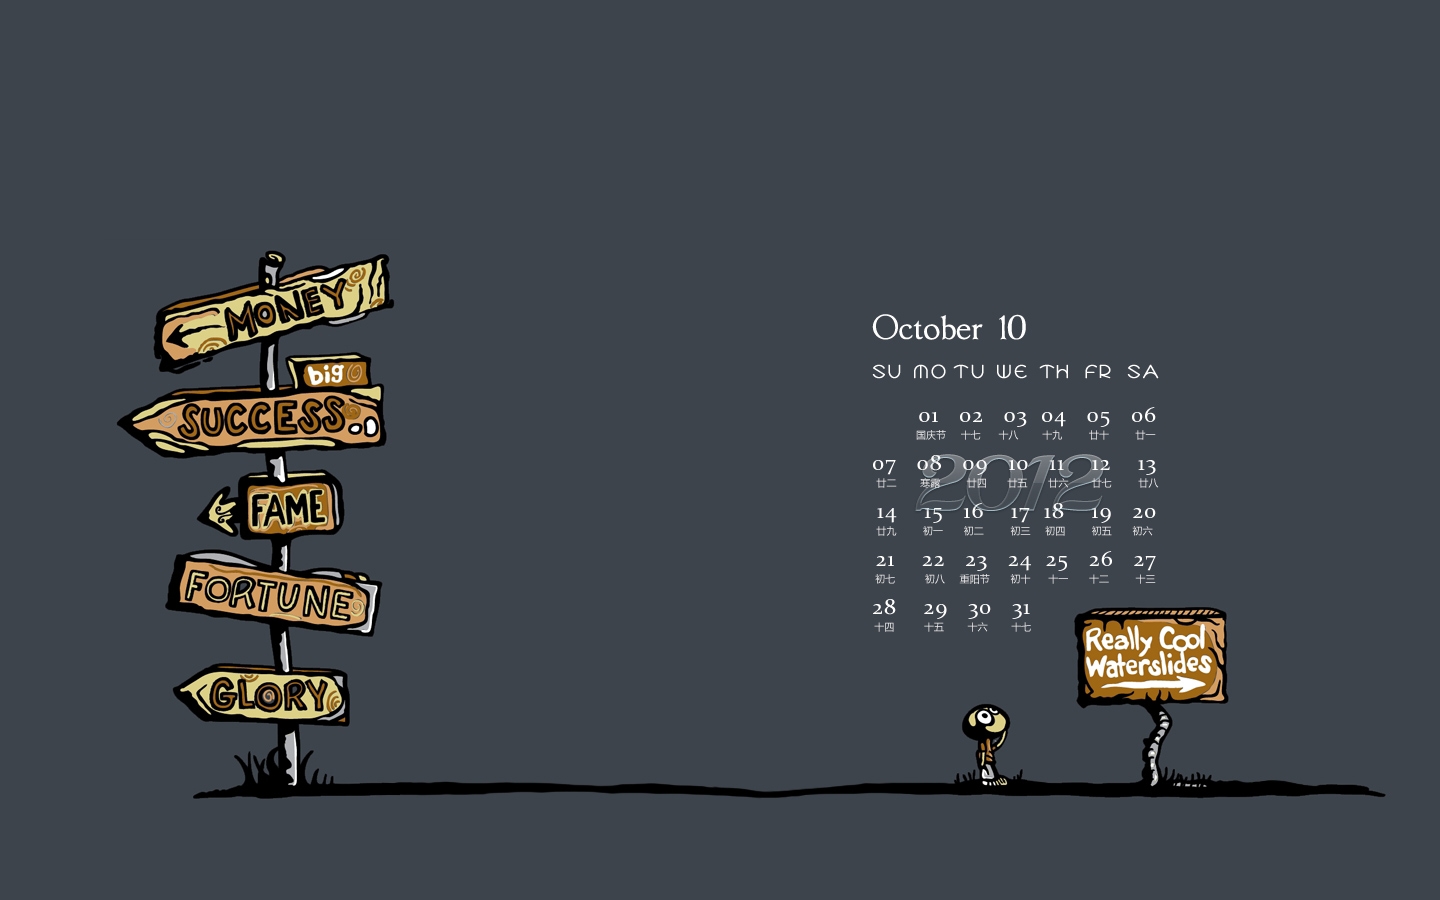 MONEY
big
SUCCESS
FAME
FORTUNE
GLORY
October 10
SU MO TU WE TH FR SA
01 02 03 04 05 06
国庆节 十七 十八 十九 廿十 廿一
2012
07 08 09 10 11 12 13
廿二 寒露 廿四 廿五 廿六 廿七 廿八
14 15 16 17 18 19 20
廿九 初一 初二 初三 初四 初五 初六
21 22 23 24 25 26 27
初七 初八 重阳节 初十 十一 十二 十三
28 29 30 31
十四 十五 十六 十七
Really Cool
Waterslides